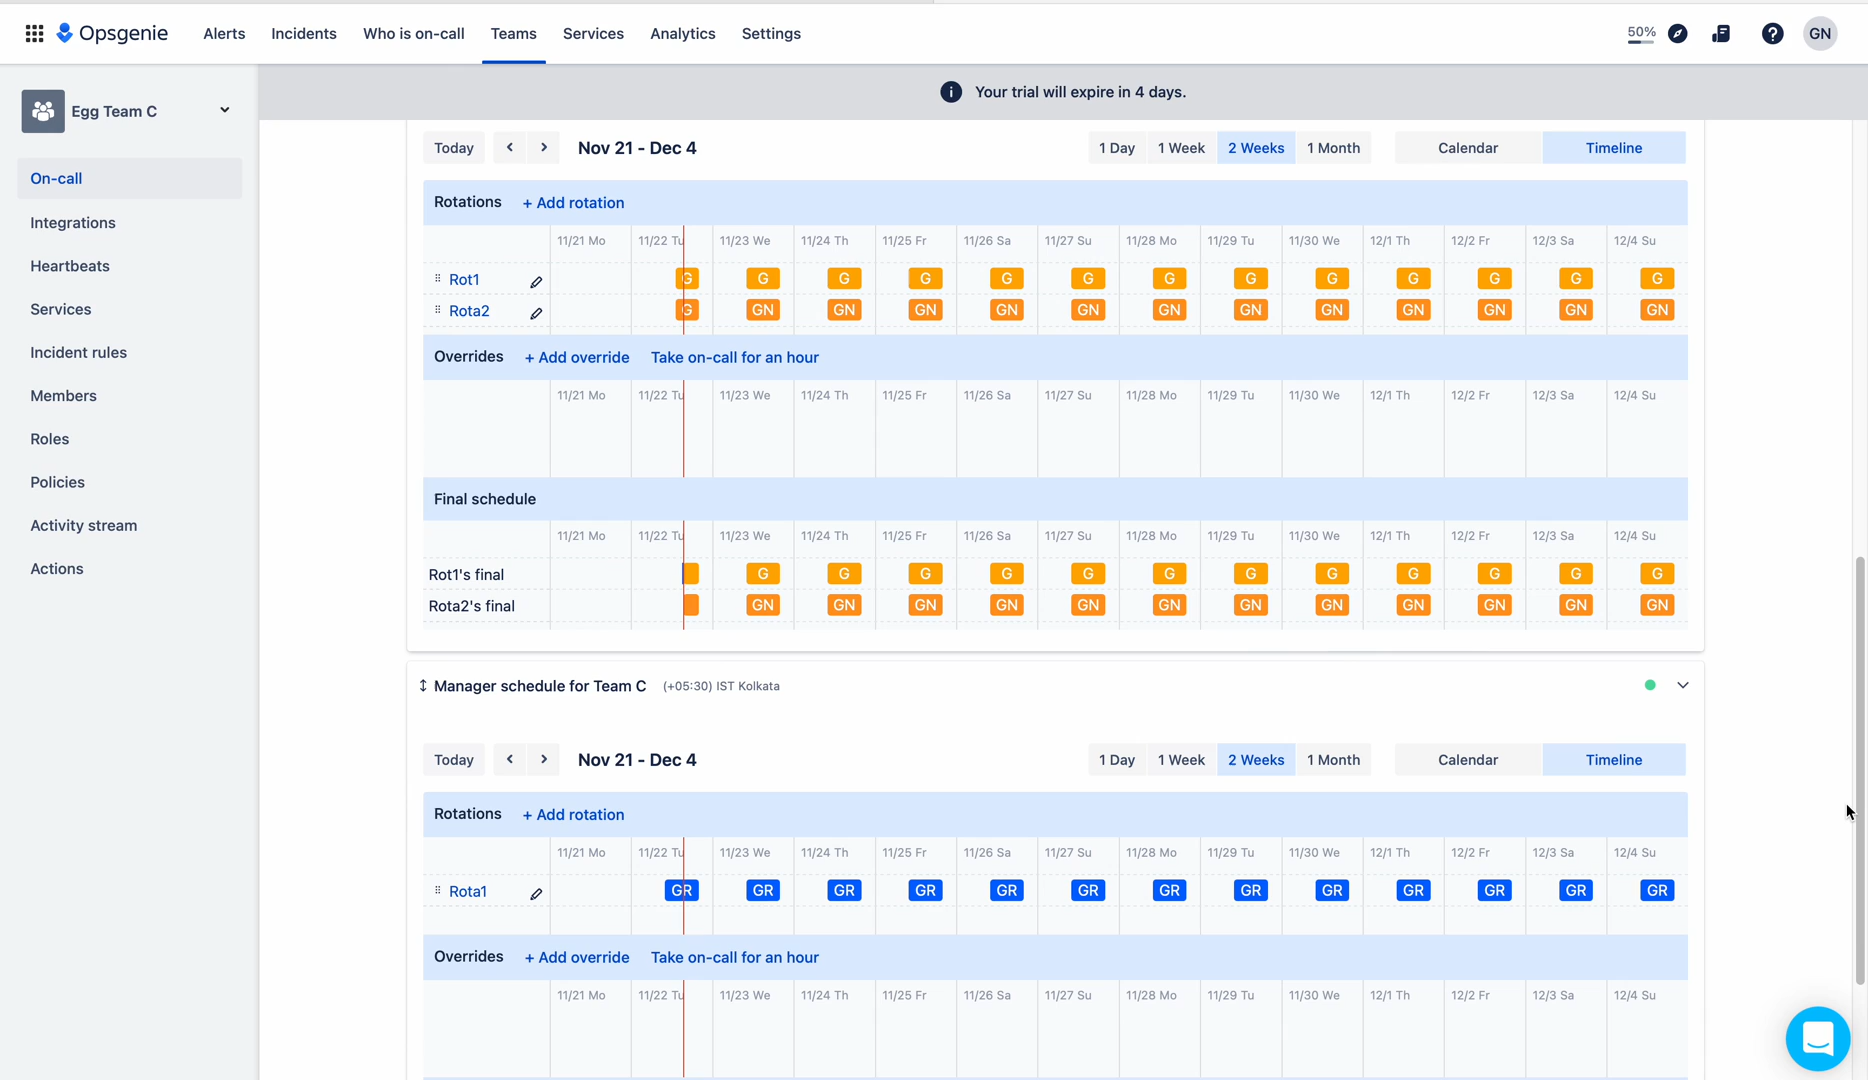 Opsgenie Alerts Incidents Who is on-call Teams Services Analytics Settings 50% GN
Your trial will expire in 4 days.
Egg Team C
On-call
Integrations
Heartbeats
Services
Incident rules
Members
Roles
Policies
Activity stream
Actions
Today Nov 21 - Dec 4 1 Day 1 Week 2 Weeks 1 Month Calendar Timeline
Rotations + Add rotation
11/21 Mo 11/22 Tu 11/23 We 11/24 Th 11/25 Fr 11/26 Sa 11/27 Su 11/28 Mo 11/29 Tu 11/30 We 12/1 Th 12/2 Fr 12/3 Sa 12/4 Su
Rot1 G G G G G G G G G G G G G
Rota2 G GN GN GN GN GN GN GN GN GN GN GN GN
Overrides + Add override Take on-call for an hour
11/21 Mo 11/22 Tu 11/23 We 11/24 Th 11/25 Fr 11/26 Sa 11/27 Su 11/28 Mo 11/29 Tu 11/30 We 12/1 Th 12/2 Fr 12/3 Sa 12/4 Su
Final schedule
11/21 Mo 11/22 Tu 11/23 We 11/24 Th 11/25 Fr 11/26 Sa 11/27 Su 11/28 Mo 11/29 Tu 11/30 We 12/1 Th 12/2 Fr 12/3 Sa 12/4 Su
Rot1's final G G G G G G G G G G G G
Rota2's final GN GN GN GN GN GN GN GN GN GN GN GN
Manager schedule for Team C (+05:30) IST Kolkata
Today Nov 21 - Dec 4 1 Day 1 Week 2 Weeks 1 Month Calendar Timeline
Rotations + Add rotation
11/21 Mo 11/22 Tu 11/23 We 11/24 Th 11/25 Fr 11/26 Sa 11/27 Su 11/28 Mo 11/29 Tu 11/30 We 12/1 Th 12/2 Fr 12/3 Sa 12/4 Su
Rota1 GR GR GR GR GR GR GR GR GR GR GR GR GR
Overrides + Add override Take on-call for an hour
11/21 Mo 11/22 Tu 11/23 We 11/24 Th 11/25 Fr 11/26 Sa 11/27 Su 11/28 Mo 11/29 Tu 11/30 We 12/1 Th 12/2 Fr 12/3 Sa 12/4 Su